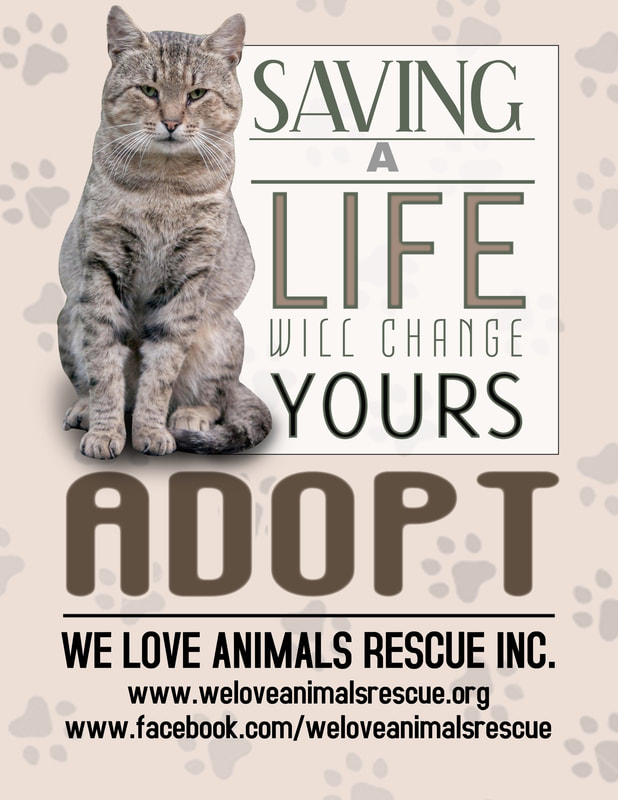 SAVING
A
LIFE
WILL CHANGE
YOURS
ADOPT
WE LOVE ANIMALS RESCUE INC.
www.weloveanimalsrescue.org
www.facebook.com/weloveanimalsrescue